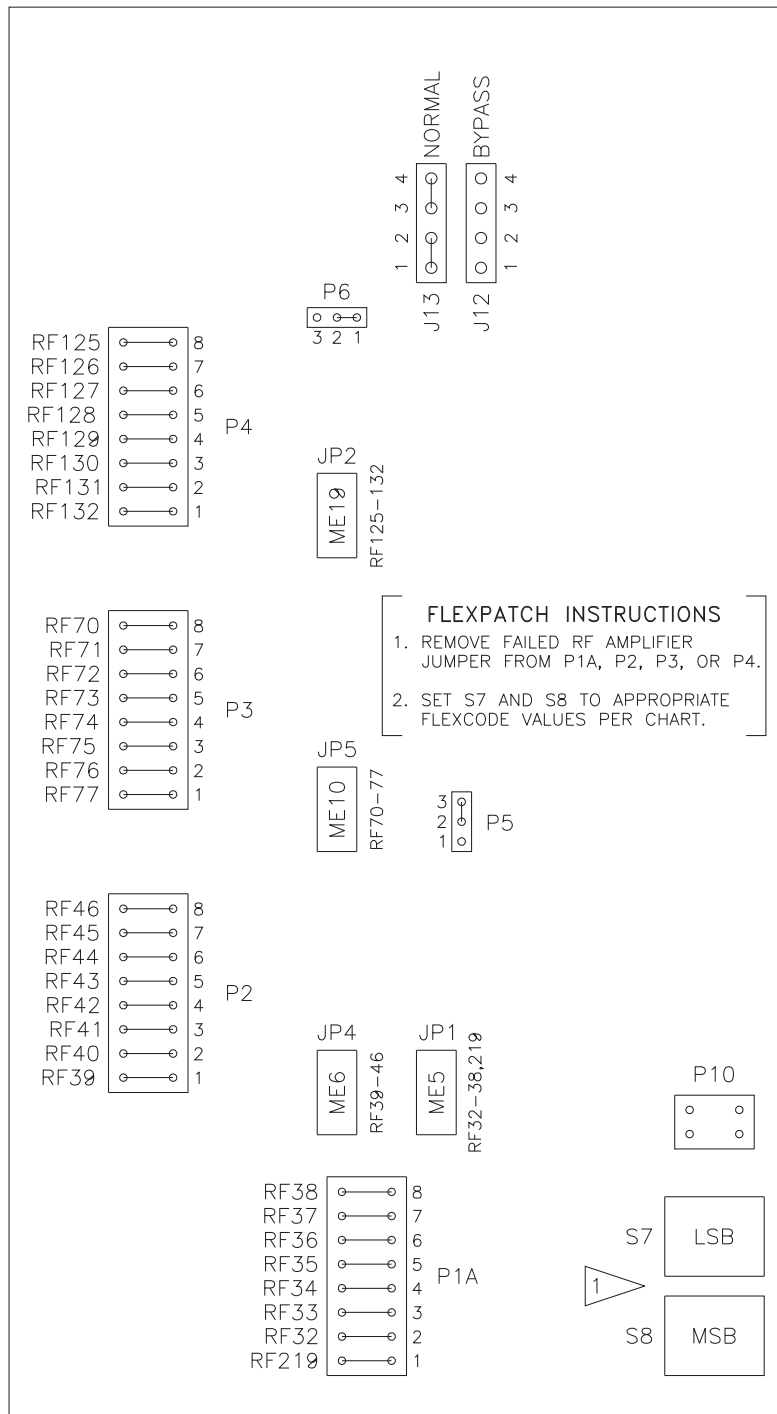 NORMAL
BYPASS
1 2 3 4
J13
J12
1 2 3 4
P6
3 2 1
RF125 8
RF126 7
RF127 6
RF128 5
RF129 4
RF130 3
RF131 2
RF132 1
P4
JP2
ME19
RF125-132
FLEXPATCH INSTRUCTIONS
1. REMOVE FAILED RF AMPLIFIER
JUMPER FROM P1A, P2, P3, OR P4.
2. SET S7 AND S8 TO APPROPRIATE
FLEXCODE VALUES PER CHART.
RF70 8
RF71 7
RF72 6
RF73 5
RF74 4
RF75 3
RF76 2
RF77 1
P3
JP5
ME10
RF70-77
3
2
1
P5
RF46 8
RF45 7
RF44 6
RF43 5
RF42 4
RF41 3
RF40 2
RF39 1
P2
JP4
ME6
RF39-46
JP1
ME5
RF32-38,219
P10
RF38 8
RF37 7
RF36 6
RF35 5
RF34 4
RF33 3
RF32 2
RF219 1
P1A
S7 LSB
1
S8 MSB